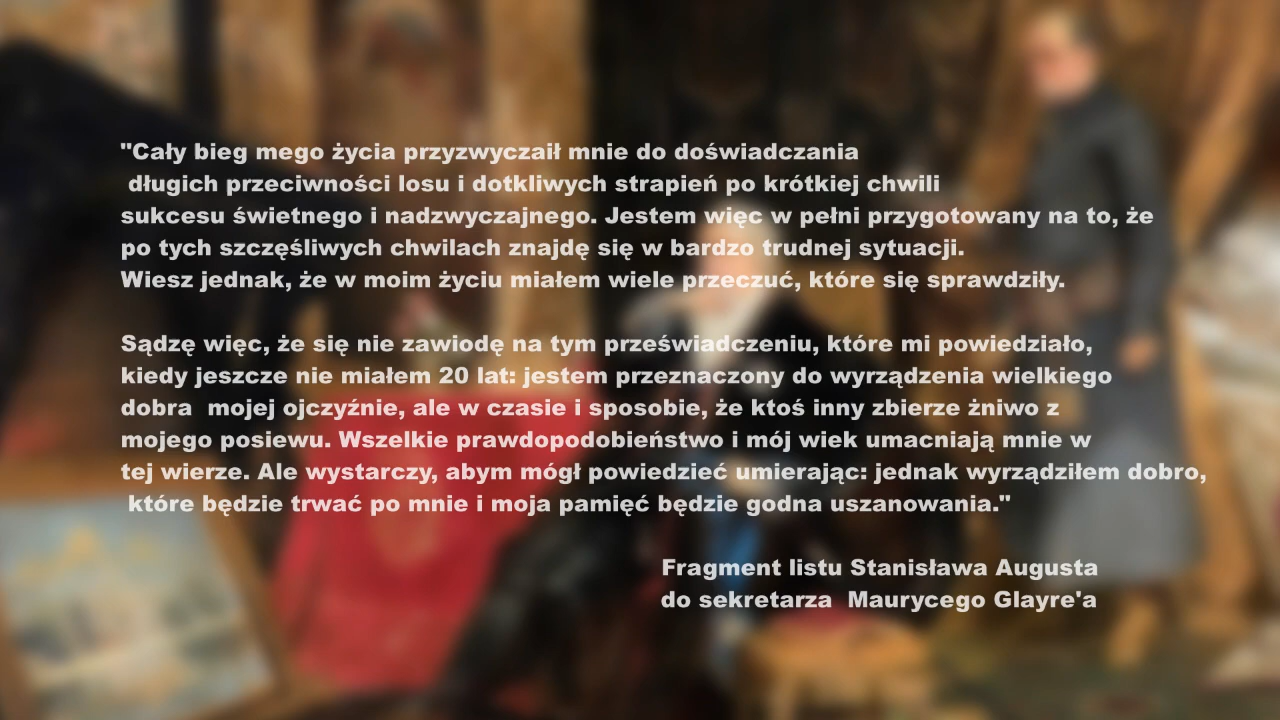 "Cały bieg mego życia przyzwyczaił mnie do doświadczania
długich przeciwności losu i dotkliwych strapień po krótkiej chwili
sukcesu świetnego i nadzwyczajnego. Jestem więc w pełni przygotowany na to, że
po tych szczęśliwych chwilach znajdę się w bardzo trudnej sytuacji.
Wiesz jednak, że w moim życiu miałem wiele przeczuć, które się sprawdziły.
Sądzę więc, że się nie zawiodę na tym przeświadczeniu, które mi powiedziało,
kiedy jeszcze nie miałem 20 lat: jestem przeznaczony do wyrządzenia wielkiego
dobra  mojej ojczyźnie, ale w czasie i sposobie, że ktoś inny zbierze żniwo z
mojego posiewu. Wszelkie prawdopodobieństwo i mój wiek umacniają mnie w
tej wierze. Ale wystarczy, abym mógł powiedzieć umierając: jednak wyrządziłem dobro,
które będzie trwać po mnie i moja pamięć będzie godna uszanowania."
Fragment listu Stanisława Augusta
do sekretarza  Maurycego Glayre'a